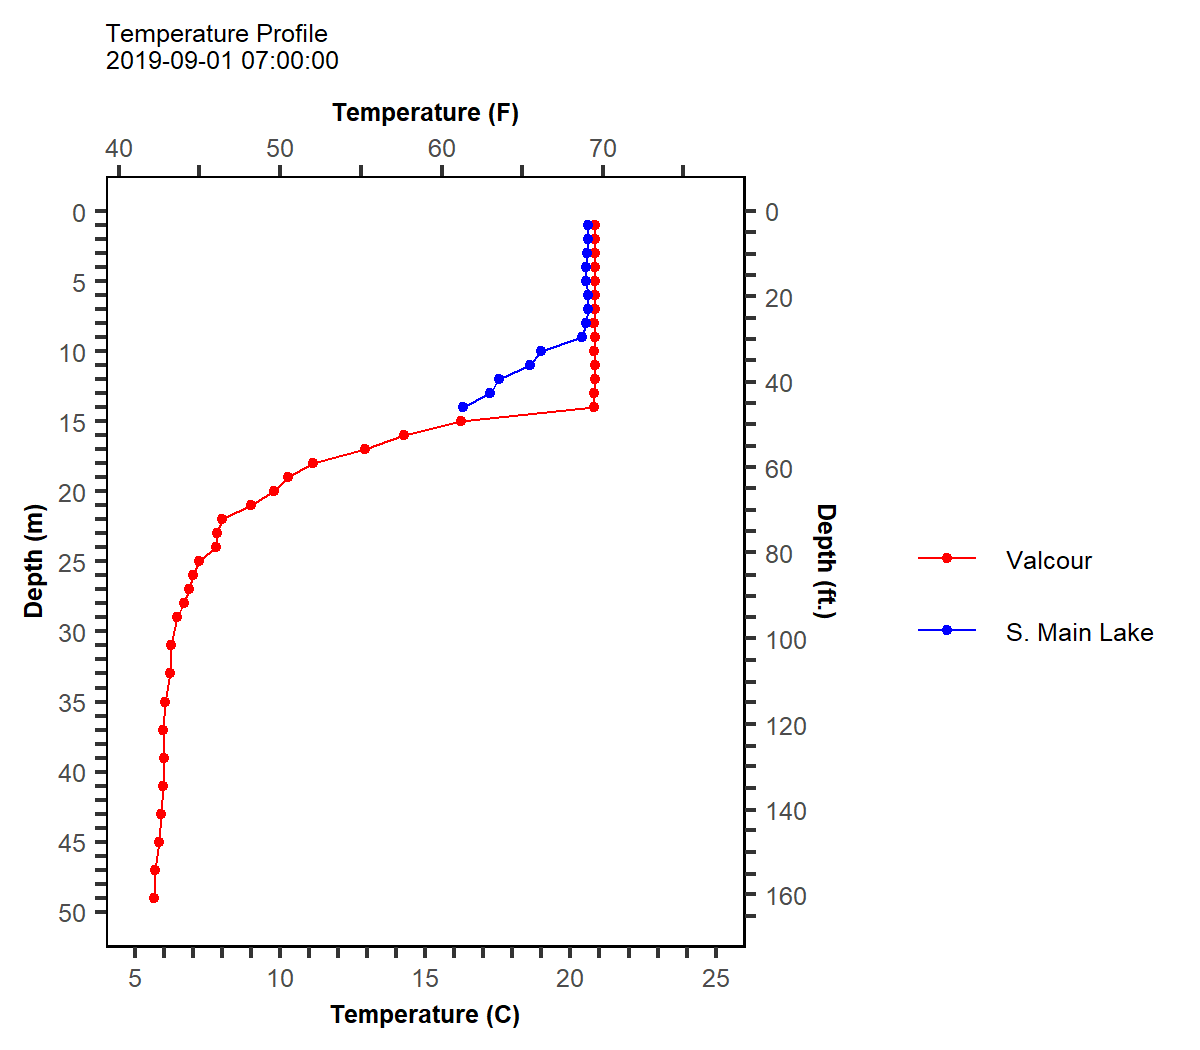 Temperature Profile
2019-09-01 07:00:00
Temperature (F)
40 50 60 70
0
5
10
15
20
25
30
35
40
45
50
Depth (m)
0
20
40
60
80
100
120
140
160
Depth (ft.)
Valcour
S. Main Lake
5 10 15 20 25
Temperature (C)